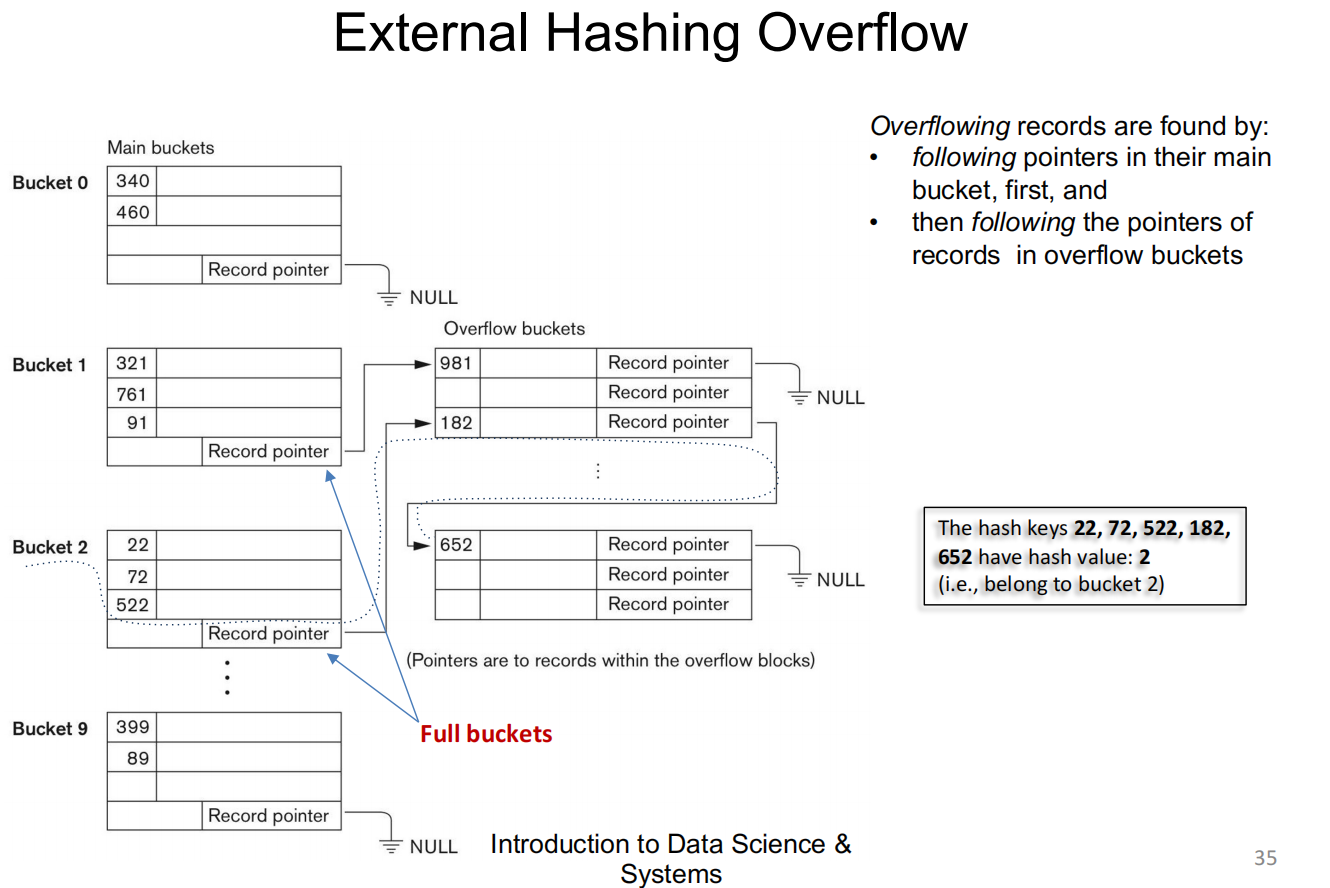 External Hashing Overflow
Overflowing records are found by:
• following pointers in their main
bucket, first, and
• then following the pointers of
records in overflow buckets
Main buckets
Bucket 0
340
460
Record pointer
NULL
Overflow buckets
Bucket 1
321
761
91
Record pointer
981 Record pointer
Record pointer
182 Record pointer
NULL
Bucket 2
22
72
522
Record pointer
652 Record pointer
Record pointer
Record pointer
NULL
The hash keys 22, 72, 522, 182,
652 have hash value: 2
(i.e., belong to bucket 2)
(Pointers are to records within the overflow blocks)
Full buckets
Bucket 9
399
89
Record pointer
NULL
Introduction to Data Science &
Systems
35